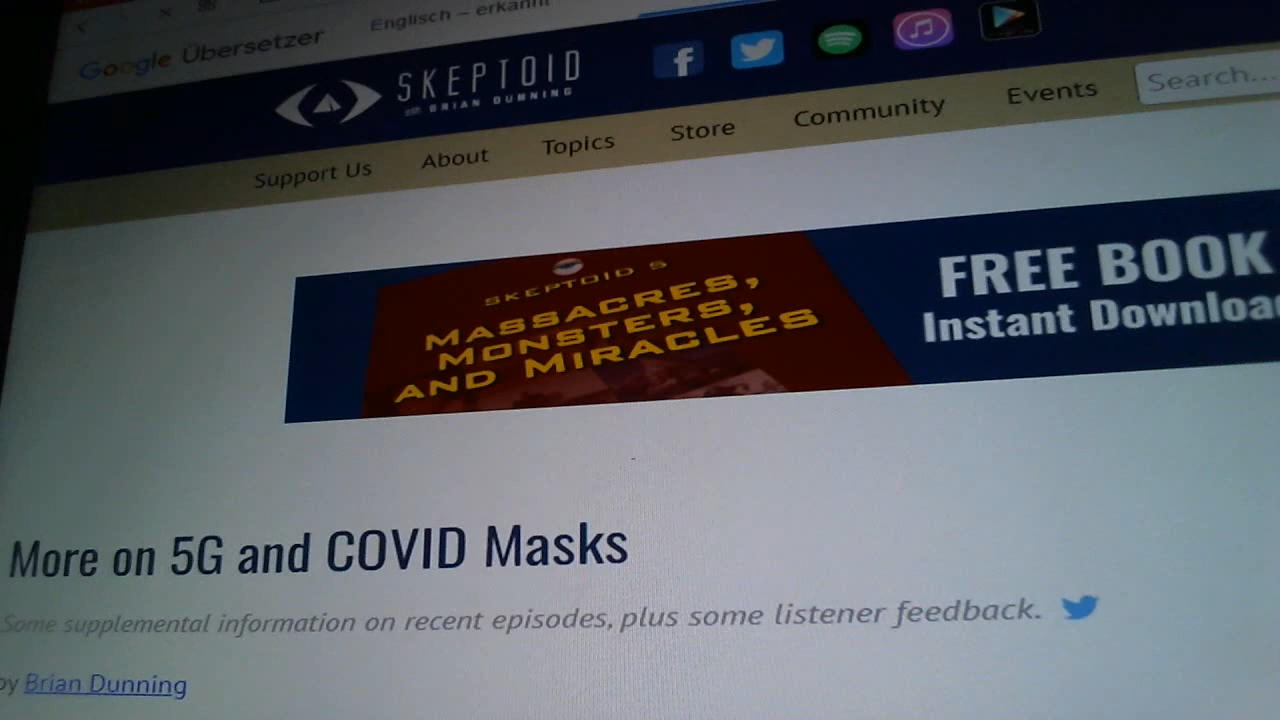 Google Übersetzer
Englisch – erkannt
SKEPTOID
BRIAN DUNNING
Support Us
About
Topics
Store
Community
Events
Search...
SKEPTOID 5
MASSACRES,
MONSTERS,
AND MIRACLES
FREE BOOK
Instant
More on 5G and COVID Masks
Some supplemental information on recent episodes, plus some listener feedback.
by Brian Dunning